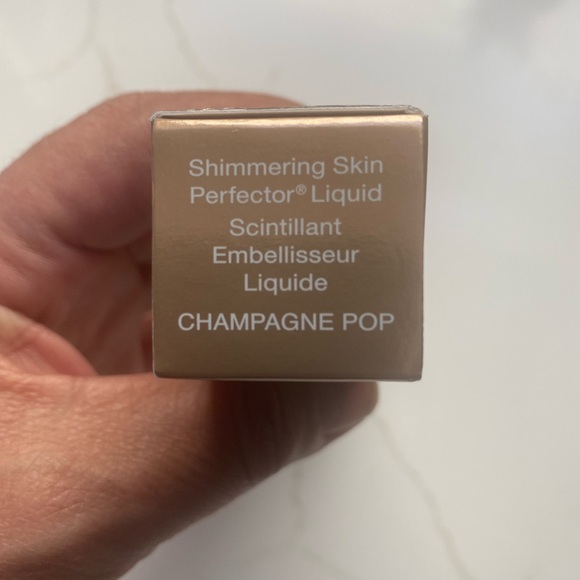 Shimmering Skin
Perfector® Liquid
Scintillant
Embellisseur
Liquide
CHAMPAGNE POP